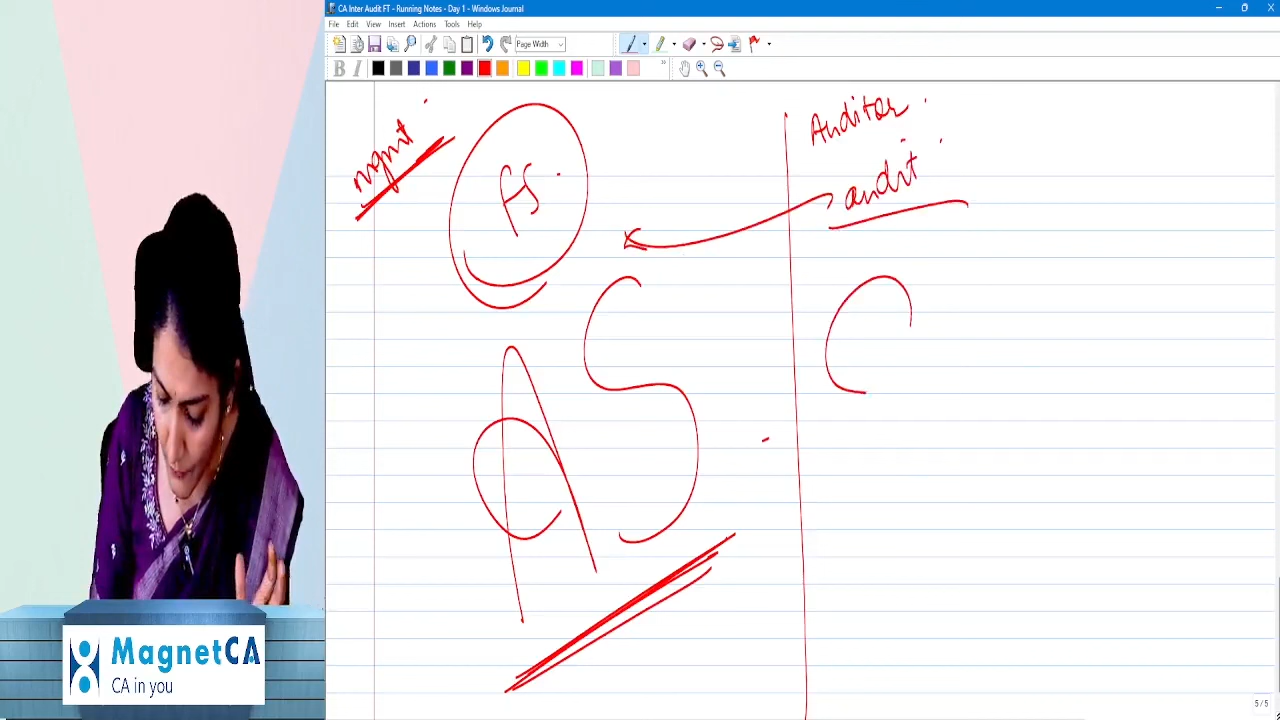 CA Inter Audit FT - Running Notes - Day 1 - Windows Journal
File Edit View Insert Actions Tools Help
Page Width
B I
mgmt
FS
Auditor
audit
AS
MagnetCA
CA in you
5 / 5